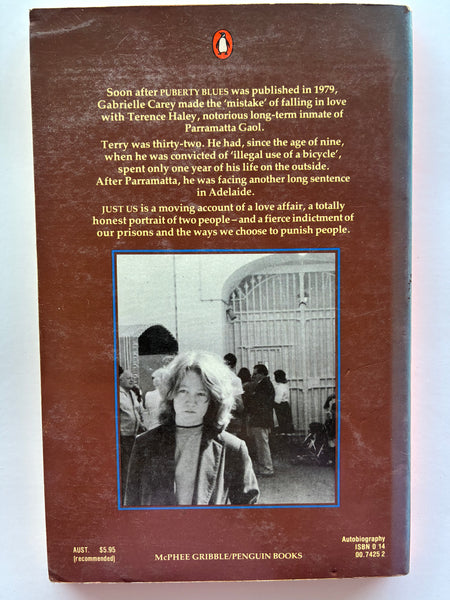 Soon after PUBERTY BLUES was published in 1979,
Gabrielle Carey made the 'mistake' of falling in love
with Terence Haley, notorious long-term inmate of
Parramatta Gaol.
Terry was thirty-two. He had, since the age of nine,
when he was convicted of 'illegal use of a bicycle',
spent only one year of his life on the outside.
After Parramatta, he was facing another long sentence
in Adelaide.
JUST US is a moving account of a love affair, a totally
honest portrait of two people – and a fierce indictment of
our prisons and the ways we choose to punish people.
AUST. $5.95
(recommended)
McPHEE GRIBBLE/PENGUIN BOOKS
Autobiography
ISBN 0 14
00.7425 2